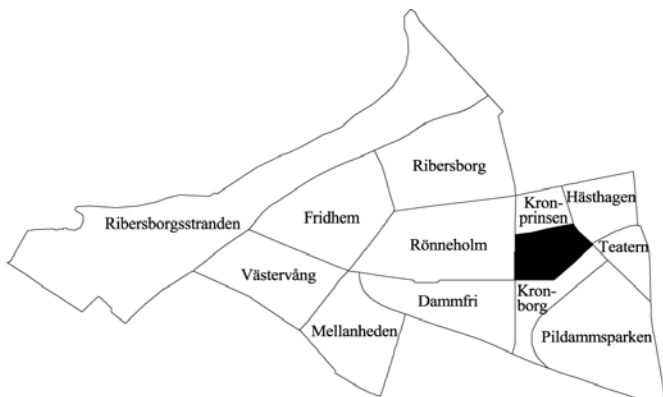 Ribersborg
Kron-
prinsen
Hästhagen
Ribersborgsstranden
Fridhem
Rönneholm
Teatern
Västervång
Dammfri
Kron-
borg
Mellanheden
Pildammsparken